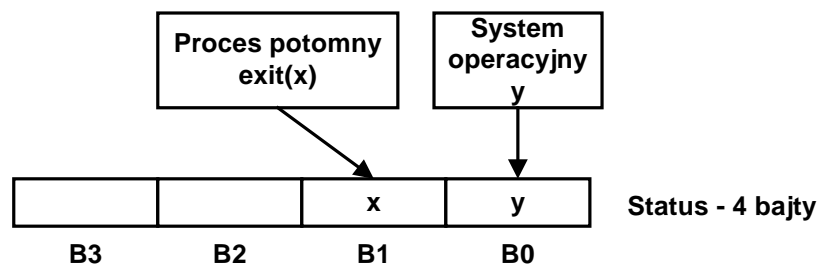 Proces potomny
exit(x)
System
operacyjny
y
x
y
Status - 4 bajty
B3
B2
B1
B0